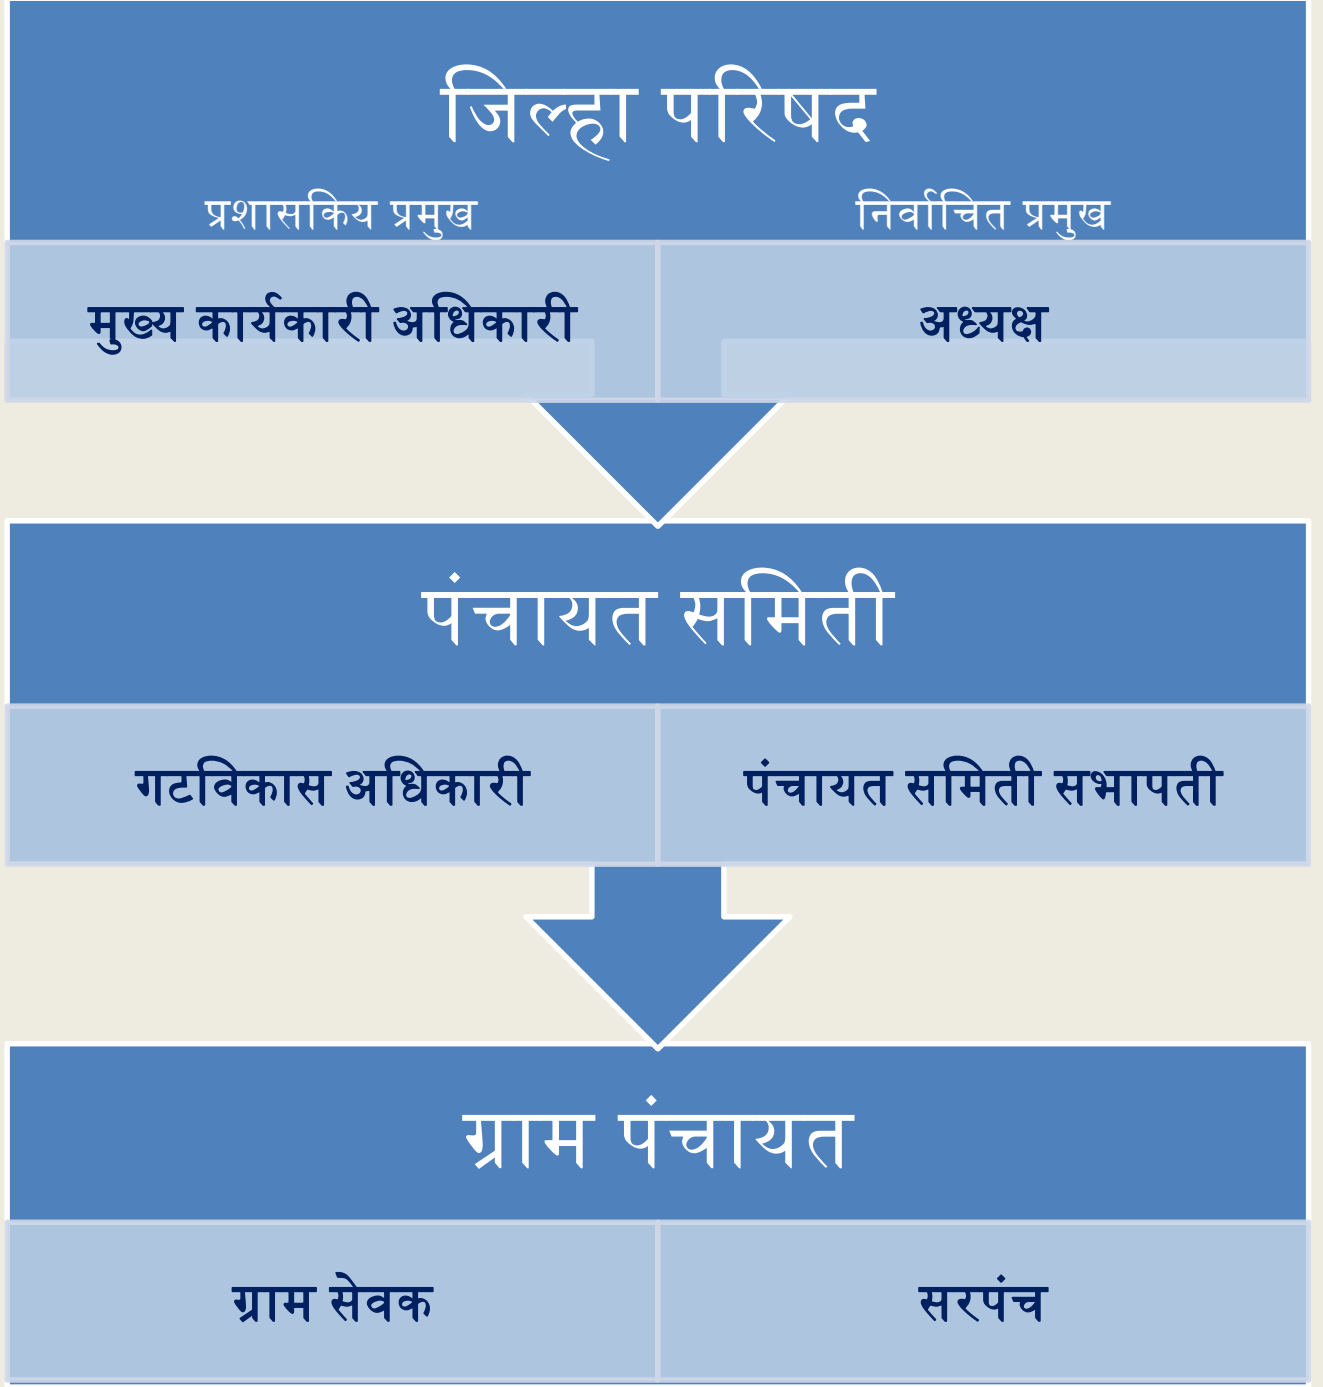 जिल्हा परिषद
प्रशासकिय प्रमुख निर्वाचित प्रमुख
मुख्य कार्यकारी अधिकारी अध्यक्ष
पंचायत समिती
गटविकास अधिकारी पंचायत समिती सभापती
ग्राम पंचायत
ग्राम सेवक सरपंच